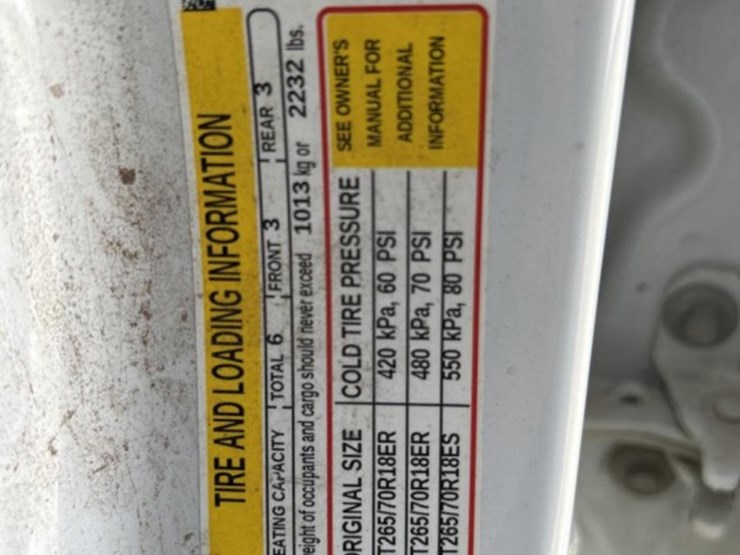 TIRE AND LOADING INFORMATION
EATING CAPACITY TOTAL 6 FRONT 3 REAR 3
eight of occupants and cargo should never exceed 1013 kg or 2232 lbs.
RIGINAL SIZE COLD TIRE PRESSURE
T265/70R18ER 420 kPa, 60 PSI
T265/70R18ER 480 kPa, 70 PSI
T265/70R18ES 550 kPa, 80 PSI
SEE OWNER'S
MANUAL FOR
ADDITIONAL
INFORMATION